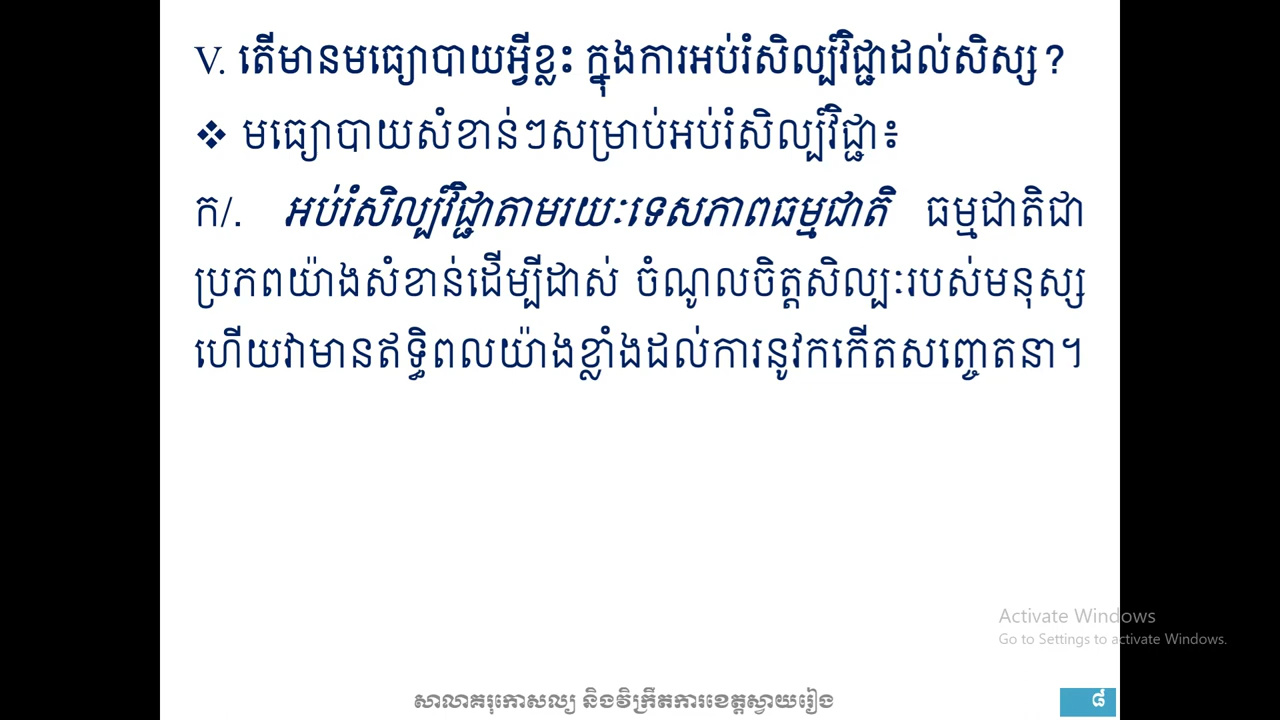 V. តើមានមធ្យោបាយអ្វីខ្លះ ក្នុងការអប់រំសិល្ប៍វិជ្ជាដល់សិស្ស?
❖ មធ្យោបាយសំខាន់ៗសម្រាប់អប់រំសិល្ប៍វិជ្ជា៖
ក/. អប់រំសិល្ប៍វិជ្ជាតាមរយៈទេសភាពធម្មជាតិ ធម្មជាតិជា
ប្រភពយ៉ាងសំខាន់ដើម្បីដាស់ ចំណូលចិត្តសិល្បៈរបស់មនុស្ស
ហើយវាមានឥទ្ធិពលយ៉ាងខ្លាំងដល់ការនូវកកើតសញ្ចេតនា។
Activate Windows
Go to Settings to activate Windows.
សាលាគរុកោសល្យ និងវិក្រឹតការខេត្តស្វាយរៀង
៨